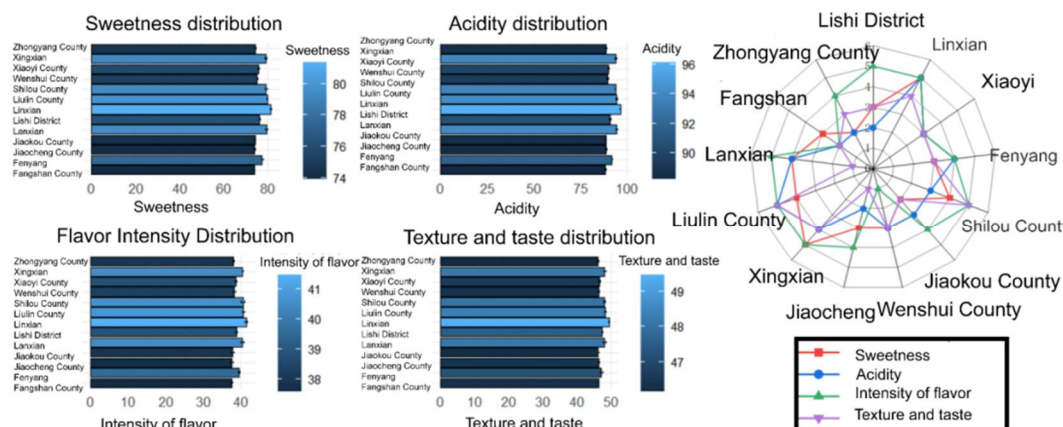 Sweetness distribution
Zhongyang County
Xingxian
Xiaoyi County
Wenshui County
Shilou County
Liulin County
Linxian
Lishi District
Lanxian
Jiaokou County
Jiaocheng County
Fenyang
Fangshan County
0 20 40 60 80
Sweetness
Sweetness
80
78
76
74
Acidity distribution
Zhongyang County
Xingxian
Xiaoyi County
Wenshui County
Shilou County
Liulin County
Linxian
Lishi District
Lanxian
Jiaokou County
Jiaocheng County
Fenyang
Fangshan County
0 25 50 75 100
Acidity
Acidity
96
94
92
90
Flavor Intensity Distribution
Zhongyang County
Xingxian
Xiaoyi County
Wenshui County
Shilou County
Liulin County
Linxian
Lishi District
Lanxian
Jiaokou County
Jiaocheng County
Fenyang
Fangshan County
0 10 20 30 40
Intensity of flavor
Intensity of flavor
41
40
39
38
Texture and taste distribution
Zhongyang County
Xingxian
Xiaoyi County
Wenshui County
Shilou County
Liulin County
Linxian
Lishi District
Lanxian
Jiaokou County
Jiaocheng County
Fenyang
Fangshan County
0 10 20 30 40 50
Texture and taste
Texture and taste
49
48
47
Lishi District
Linxian
Xiaoyi
Fenyang
Shilou Count
Jiaokou County
Wenshui County
Jiaocheng
Xingxian
Liulin County
Lanxian
Fangshan
Zhongyang County
Sweetness
Acidity
Intensity of flavor
Texture and taste